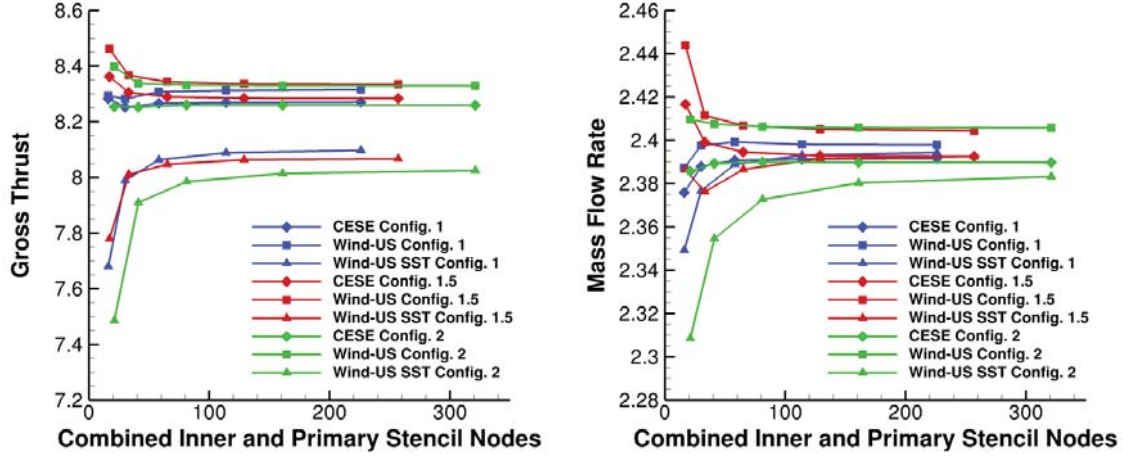 8.6
8.4
8.2
8
7.8
7.6
7.4
7.2
Gross Thrust
0
100
200
300
Combined Inner and Primary Stencil Nodes
CESE Config. 1
Wind-US Config. 1
Wind-US SST Config. 1
CESE Config. 1.5
Wind-US Config. 1.5
Wind-US SST Config. 1.5
CESE Config. 2
Wind-US Config. 2
Wind-US SST Config. 2
2.46
2.44
2.42
2.4
2.38
2.36
2.34
2.32
2.3
2.28
Mass Flow Rate
0
100
200
300
Combined Inner and Primary Stencil Nodes
CESE Config. 1
Wind-US Config. 1
Wind-US SST Config. 1
CESE Config. 1.5
Wind-US Config. 1.5
Wind-US SST Config. 1.5
CESE Config. 2
Wind-US Config. 2
Wind-US SST Config. 2